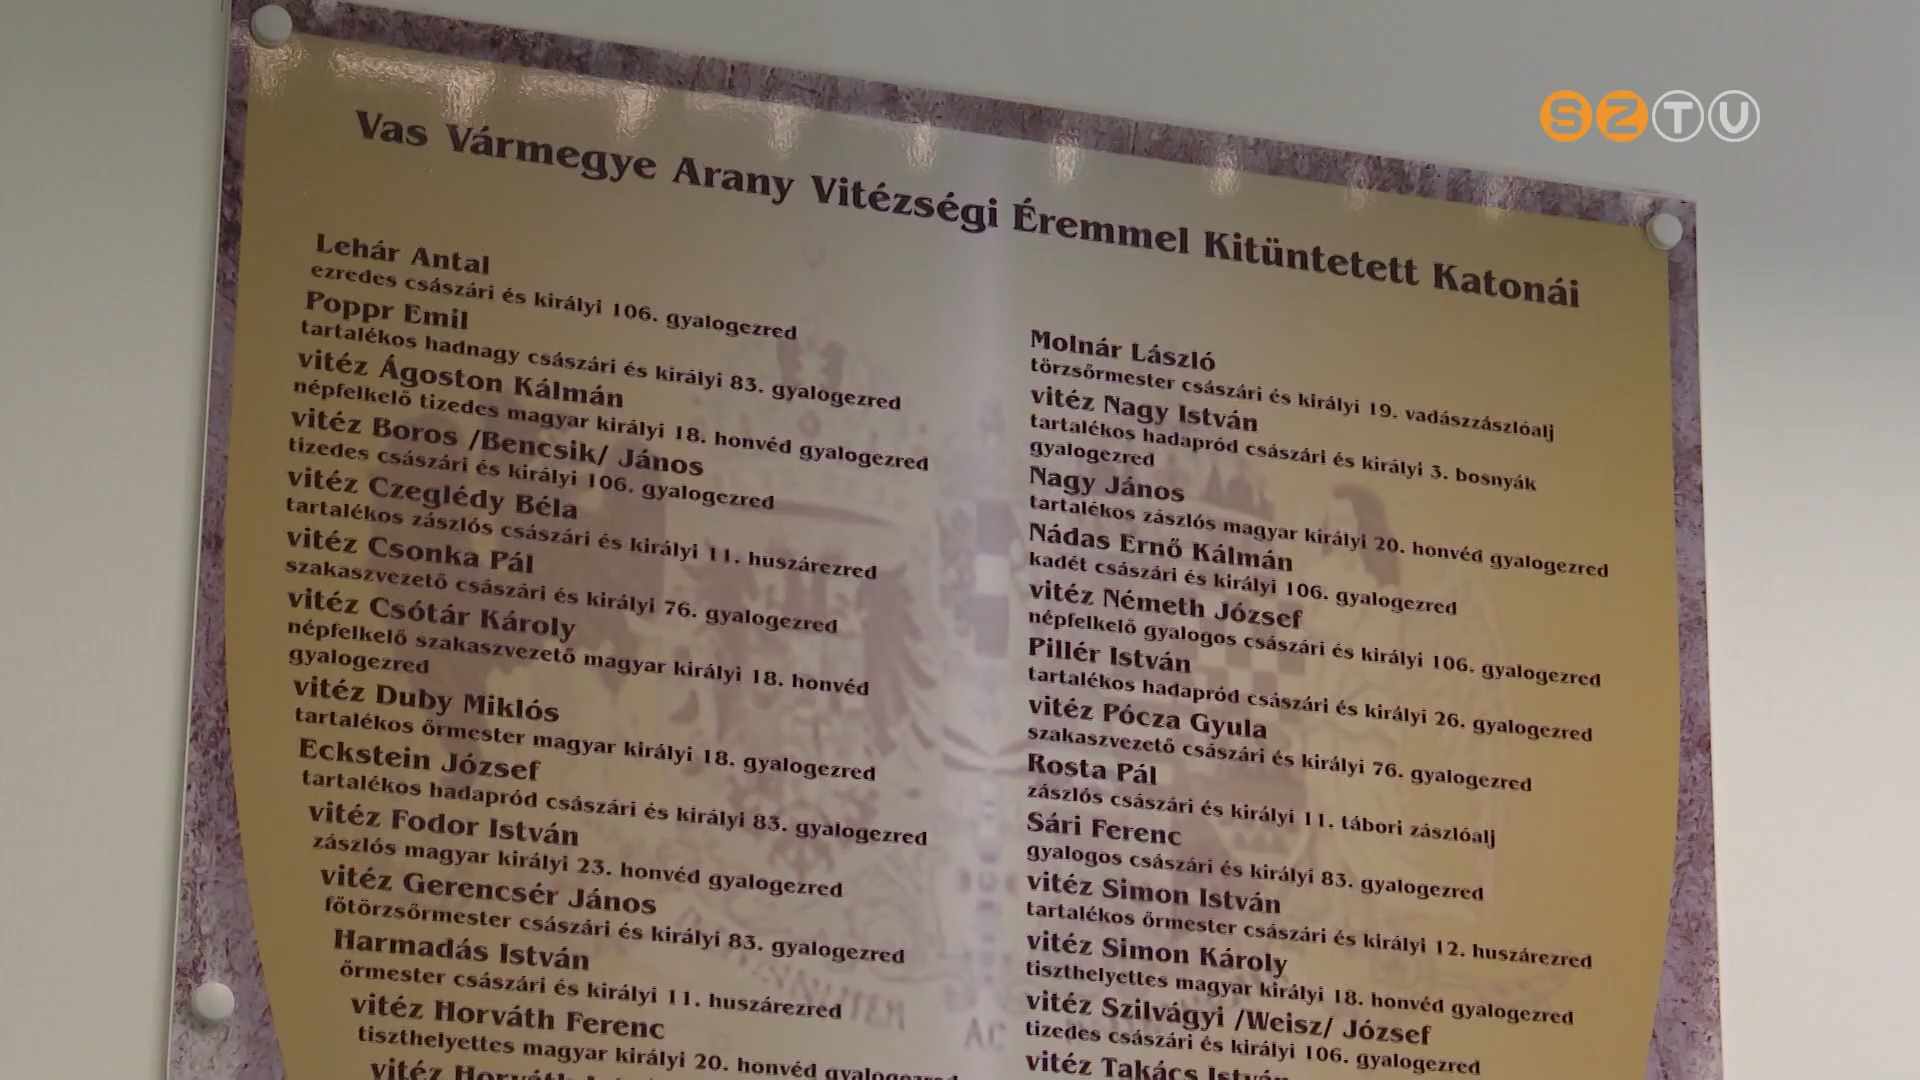 SZTV
Vas Vármegye Arany Vitézségi Éremmel Kitüntetett Katonái
Lehár Antal
ezredes császári és királyi 106. gyalogezred
Poppr Emil
tartalékos hadnagy császári és királyi 83. gyalogezred
vitéz Ágoston Kálmán
népfelkelő tizedes magyar királyi 18. honvéd gyalogezred
vitéz Boros /Bencsik/ János
tizedes császári és királyi 106. gyalogezred
vitéz Czeglédy Béla
tartalékos zászlós császári és királyi 11. huszárezred
vitéz Csonka Pál
szakaszvezető császári és királyi 76. gyalogezred
vitéz Csótár Károly
népfelkelő szakaszvezető magyar királyi 18. honvéd
gyalogezred
vitéz Duby Miklós
tartalékos őrmester magyar királyi 18. gyalogezred
Eckstein József
tartalékos hadapród császári és királyi 83. gyalogezred
vitéz Fodor István
zászlós magyar királyi 23. honvéd gyalogezred
vitéz Gerencsér János
főtörzsőrmester császári és királyi 83. gyalogezred
Harmadás István
őrmester császári és királyi 11. huszárezred
vitéz Horváth Ferenc
tiszthelyettes magyar királyi 20. honvéd gyalogezred
vitéz Horváth
Molnár László
törzsőrmester császári és királyi 19. vadászzászlóalj
vitéz Nagy István
tartalékos hadapród császári és királyi 3. bosnyák
gyalogezred
Nagy János
tartalékos zászlós magyar királyi 20. honvéd gyalogezred
Nádas Ernő Kálmán
kadét császári és királyi 106. gyalogezred
vitéz Németh József
népfelkelő gyalogos császári és királyi 106. gyalogezred
Pillér István
tartalékos hadapród császári és királyi 26. gyalogezred
vitéz Pócza Gyula
szakaszvezető császári és királyi 76. gyalogezred
Rosta Pál
zászlós császári és királyi 11. tábori zászlóalj
Sári Ferenc
gyalogos császári és királyi 83. gyalogezred
vitéz Simon István
tartalékos őrmester császári és királyi 12. huszárezred
vitéz Simon Károly
tiszthelyettes magyar királyi 18. honvéd gyalogezred
vitéz Szilvágyi /Weisz/ József
tizedes császári és királyi 106. gyalogezred
vitéz Takács István